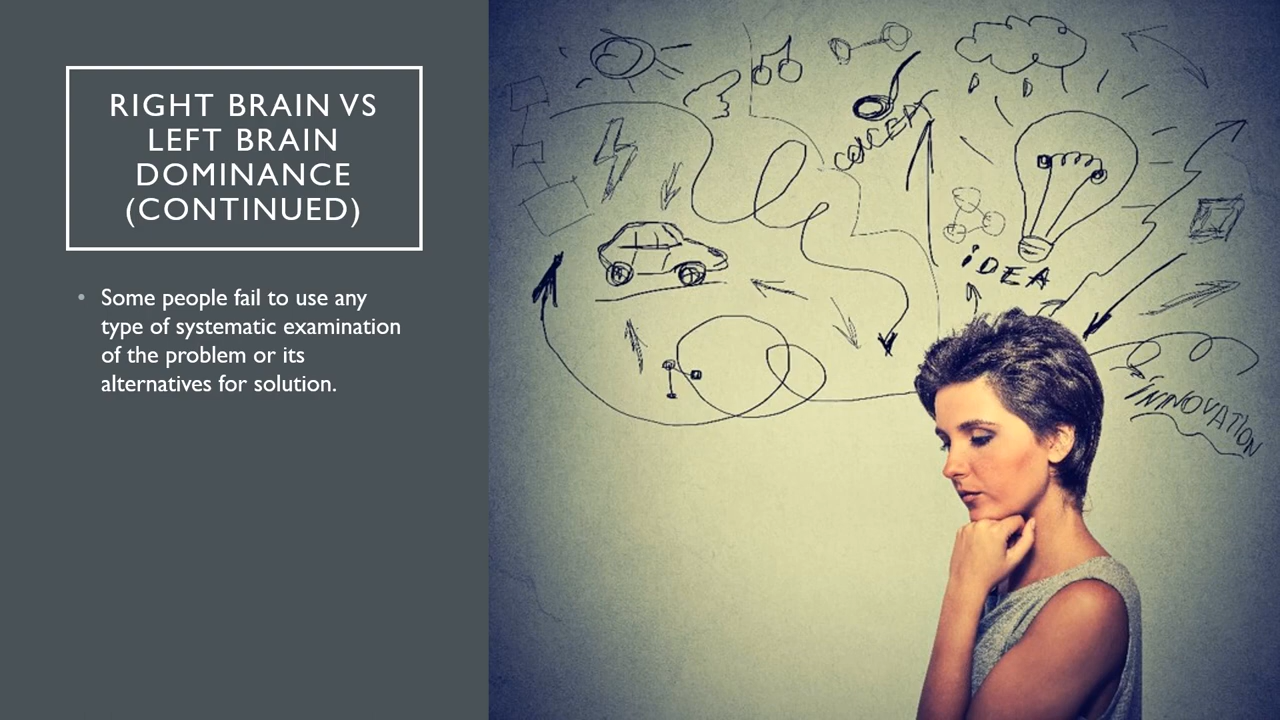 RIGHT BRAIN VS
LEFT BRAIN
DOMINANCE
(CONTINUED)
• Some people fail to use any
type of systematic examination
of the problem or its
alternatives for solution.
CONCEPT
iDEA
INNOVATION